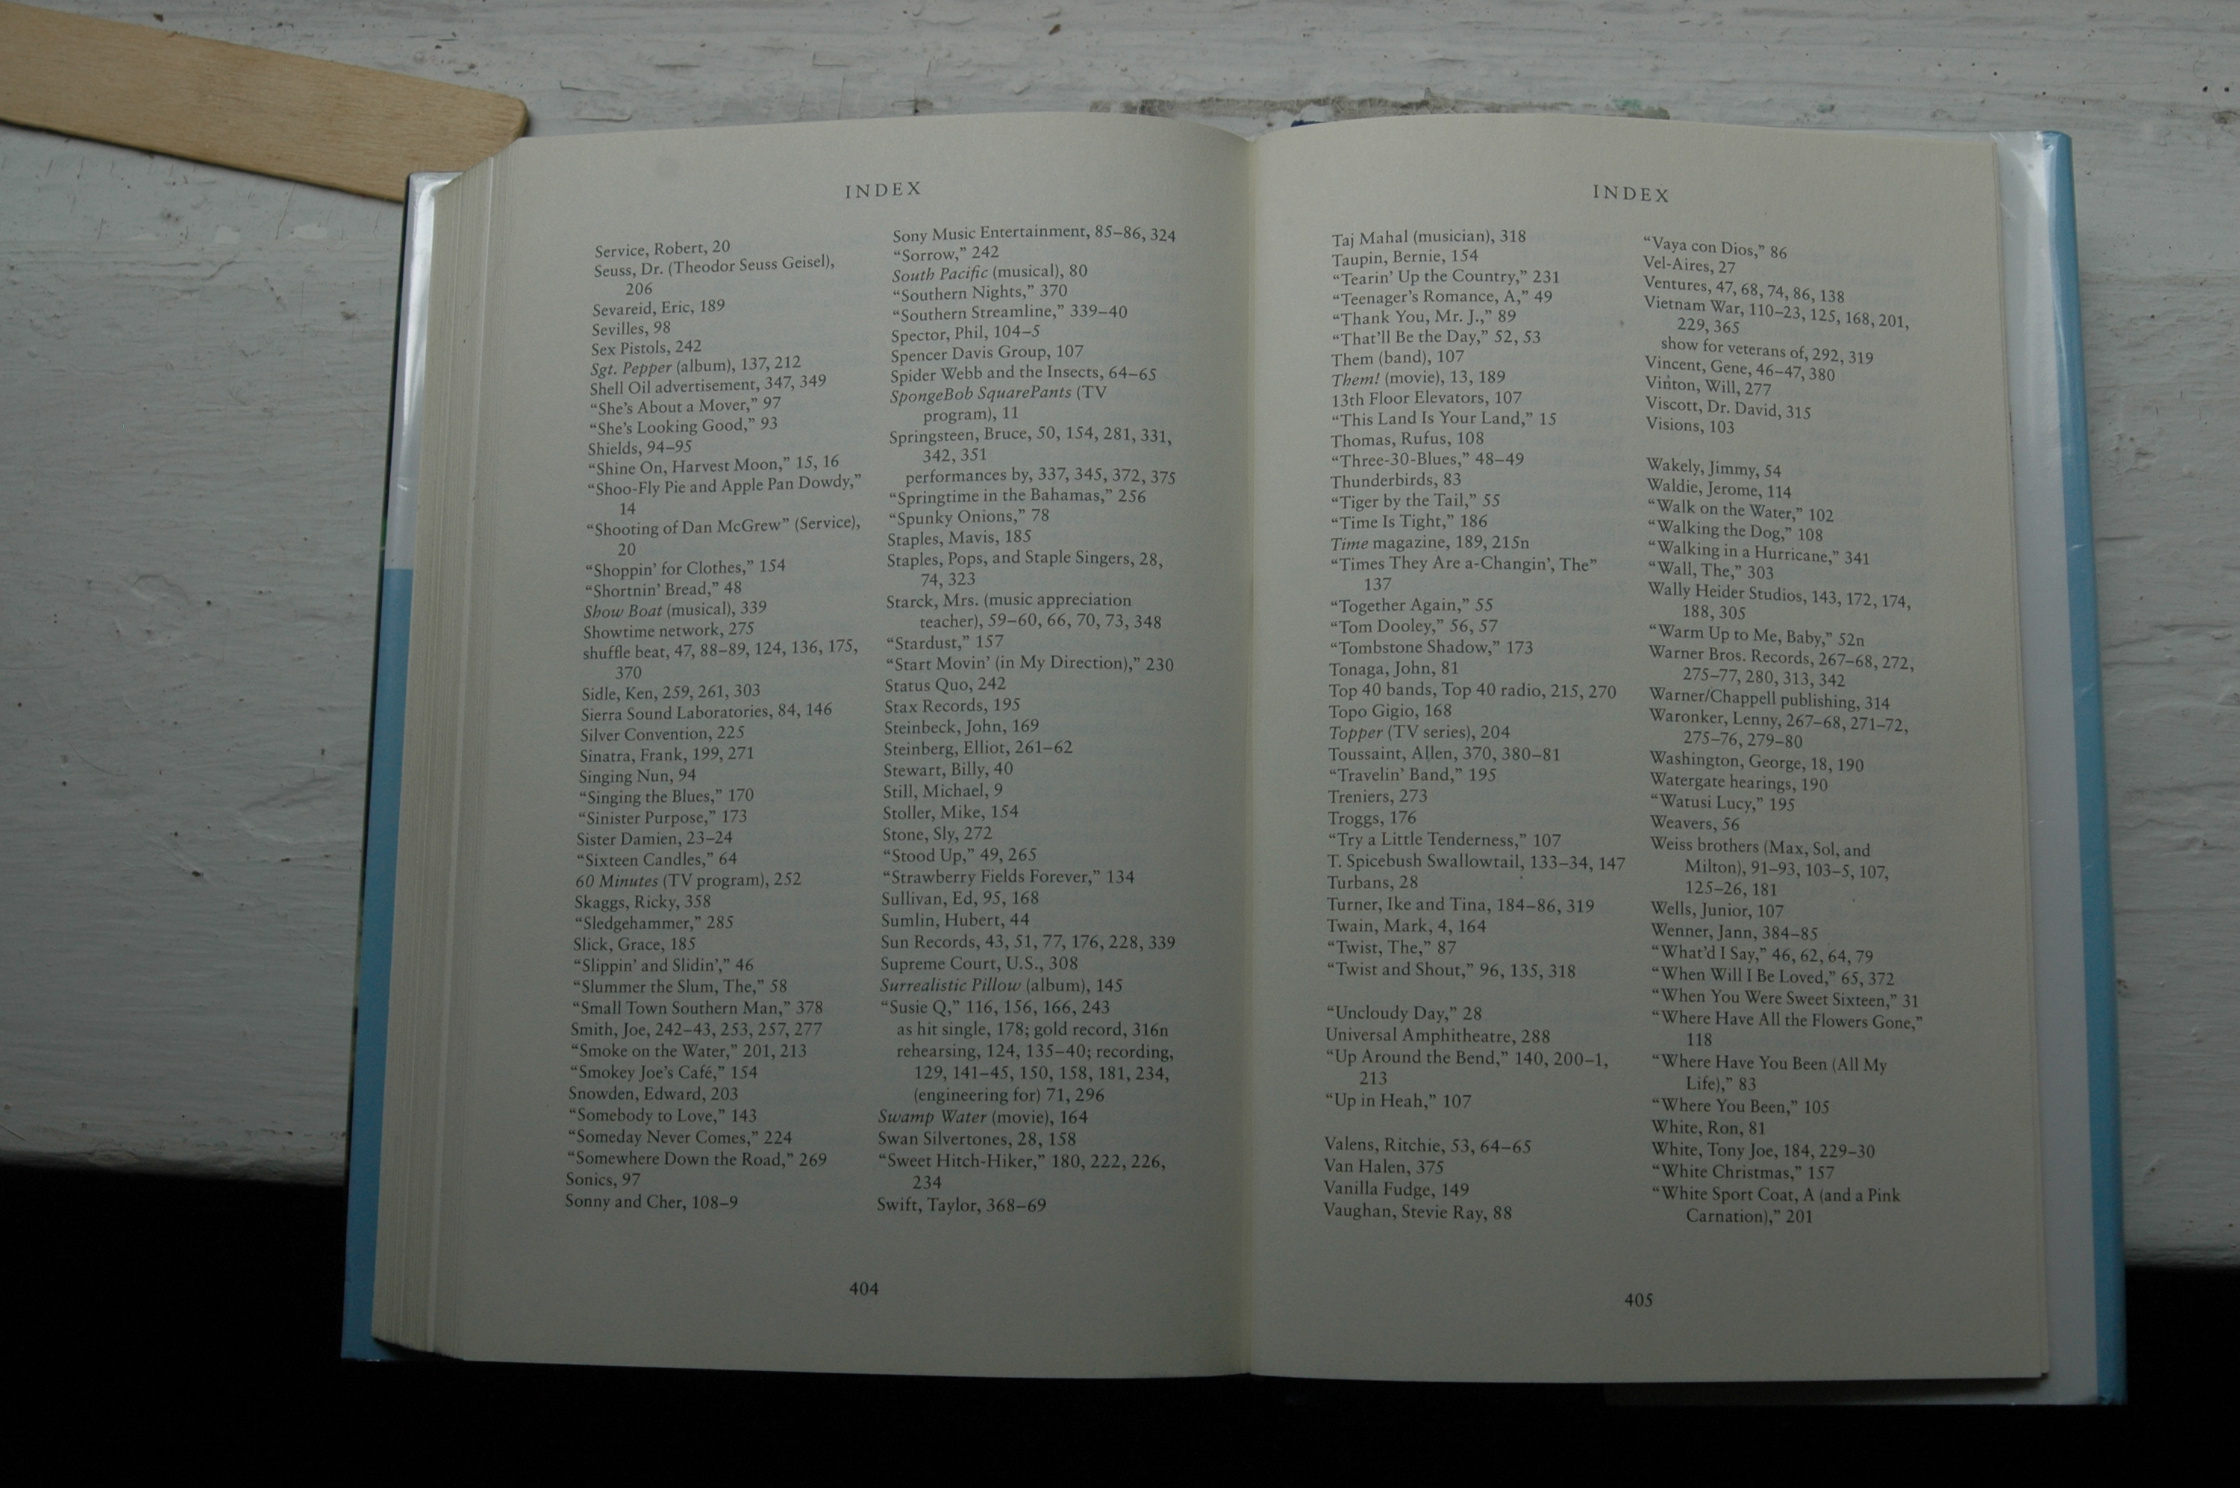 INDEX
Service, Robert, 20
Seuss, Dr. (Theodor Seuss Geisel),
206
Sevareid, Eric, 189
Sevilles, 98
Sex Pistols, 242
Sgt. Pepper (album), 137, 212
Shell Oil advertisement, 347, 349
“She’s About a Mover,” 97
“She’s Looking Good,” 93
Shields, 94–95
“Shine On, Harvest Moon,” 15, 16
“Shoo-Fly Pie and Apple Pan Dowdy,”
14
“Shooting of Dan McGrew” (Service),
20
“Shoppin’ for Clothes,” 154
“Shortnin’ Bread,” 48
Show Boat (musical), 339
Showtime network, 275
shuffle beat, 47, 88–89, 124, 136, 175,
370
Sidle, Ken, 259, 261, 303
Sierra Sound Laboratories, 84, 146
Silver Convention, 225
Sinatra, Frank, 199, 271
Singing Nun, 94
“Singing the Blues,” 170
“Sinister Purpose,” 173
Sister Damien, 23–24
“Sixteen Candles,” 64
60 Minutes (TV program), 252
Skaggs, Ricky, 358
“Sledgehammer,” 285
Slick, Grace, 185
“Slippin’ and Slidin’,” 46
“Slummer the Slum, The,” 58
“Small Town Southern Man,” 378
Smith, Joe, 242–43, 253, 257, 277
“Smoke on the Water,” 201, 213
“Smokey Joe’s Café,” 154
Snowden, Edward, 203
“Somebody to Love,” 143
“Someday Never Comes,” 224
“Somewhere Down the Road,” 269
Sonics, 97
Sonny and Cher, 108–9
Sony Music Entertainment, 85–86, 324
“Sorrow,” 242
South Pacific (musical), 80
“Southern Nights,” 370
“Southern Streamline,” 339–40
Spector, Phil, 104–5
Spencer Davis Group, 107
Spider Webb and the Insects, 64–65
SpongeBob SquarePants (TV
program), 11
Springsteen, Bruce, 50, 154, 281, 331,
342, 351
performances by, 337, 345, 372, 375
“Springtime in the Bahamas,” 256
“Spunky Onions,” 78
Staples, Mavis, 185
Staples, Pops, and Staple Singers, 28,
74, 323
Starck, Mrs. (music appreciation
teacher), 59–60, 66, 70, 73, 348
“Stardust,” 157
“Start Movin’ (in My Direction),” 230
Status Quo, 242
Stax Records, 195
Steinbeck, John, 169
Steinberg, Elliot, 261–62
Stewart, Billy, 40
Still, Michael, 9
Stoller, Mike, 154
Stone, Sly, 272
“Stood Up,” 49, 265
“Strawberry Fields Forever,” 134
Sullivan, Ed, 95, 168
Sumlin, Hubert, 44
Sun Records, 43, 51, 77, 176, 228, 339
Supreme Court, U.S., 308
Surrealistic Pillow (album), 145
“Susie Q,” 116, 156, 166, 243
as hit single, 178; gold record, 316n
rehearsing, 124, 135–40; recording,
129, 141–45, 150, 158, 181, 234,
(engineering for) 71, 296
Swamp Water (movie), 164
Swan Silvertones, 28, 158
“Sweet Hitch-Hiker,” 180, 222, 226,
234
Swift, Taylor, 368–69
404
INDEX
Taj Mahal (musician), 318
Taupin, Bernie, 154
“Tearin’ Up the Country,” 231
“Teenager’s Romance, A,” 49
“Thank You, Mr. J.,” 89
“That’ll Be the Day,” 52, 53
Them (band), 107
Them! (movie), 13, 189
13th Floor Elevators, 107
“This Land Is Your Land,” 15
Thomas, Rufus, 108
“Three-30-Blues,” 48–49
Thunderbirds, 83
“Tiger by the Tail,” 55
“Time Is Tight,” 186
Time magazine, 189, 215n
“Times They Are a-Changin’, The”
137
“Together Again,” 55
“Tom Dooley,” 56, 57
“Tombstone Shadow,” 173
Tonaga, John, 81
Top 40 bands, Top 40 radio, 215, 270
Topo Gigio, 168
Topper (TV series), 204
Toussaint, Allen, 370, 380–81
“Travelin’ Band,” 195
Treniers, 273
Troggs, 176
“Try a Little Tenderness,” 107
T. Spicebush Swallowtail, 133–34, 147
Turbans, 28
Turner, Ike and Tina, 184–86, 319
Twain, Mark, 4, 164
“Twist, The,” 87
“Twist and Shout,” 96, 135, 318
“Uncloudy Day,” 28
Universal Amphitheatre, 288
“Up Around the Bend,” 140, 200–1,
213
“Up in Heah,” 107
Valens, Ritchie, 53, 64–65
Van Halen, 375
Vanilla Fudge, 149
Vaughan, Stevie Ray, 88
“Vaya con Dios,” 86
Vel-Aires, 27
Ventures, 47, 68, 74, 86, 138
Vietnam War, 110–23, 125, 168, 201,
229, 365
show for veterans of, 292, 319
Vincent, Gene, 46–47, 380
Vinton, Will, 277
Viscott, Dr. David, 315
Visions, 103
Wakely, Jimmy, 54
Waldie, Jerome, 114
“Walk on the Water,” 102
“Walking the Dog,” 108
“Walking in a Hurricane,” 341
“Wall, The,” 303
Wally Heider Studios, 143, 172, 174,
188, 305
“Warm Up to Me, Baby,” 52n
Warner Bros. Records, 267–68, 272,
275–77, 280, 313, 342
Warner/Chappell publishing, 314
Waronker, Lenny, 267–68, 271–72,
275–76, 279–80
Washington, George, 18, 190
Watergate hearings, 190
“Watusi Lucy,” 195
Weavers, 56
Weiss brothers (Max, Sol, and
Milton), 91–93, 103–5, 107,
125–26, 181
Wells, Junior, 107
Wenner, Jann, 384–85
“What’d I Say,” 46, 62, 64, 79
“When Will I Be Loved,” 65, 372
“When You Were Sweet Sixteen,” 31
“Where Have All the Flowers Gone,”
118
“Where Have You Been (All My
Life),” 83
“Where You Been,” 105
White, Ron, 81
White, Tony Joe, 184, 229–30
“White Christmas,” 157
“White Sport Coat, A (and a Pink
Carnation),” 201
405